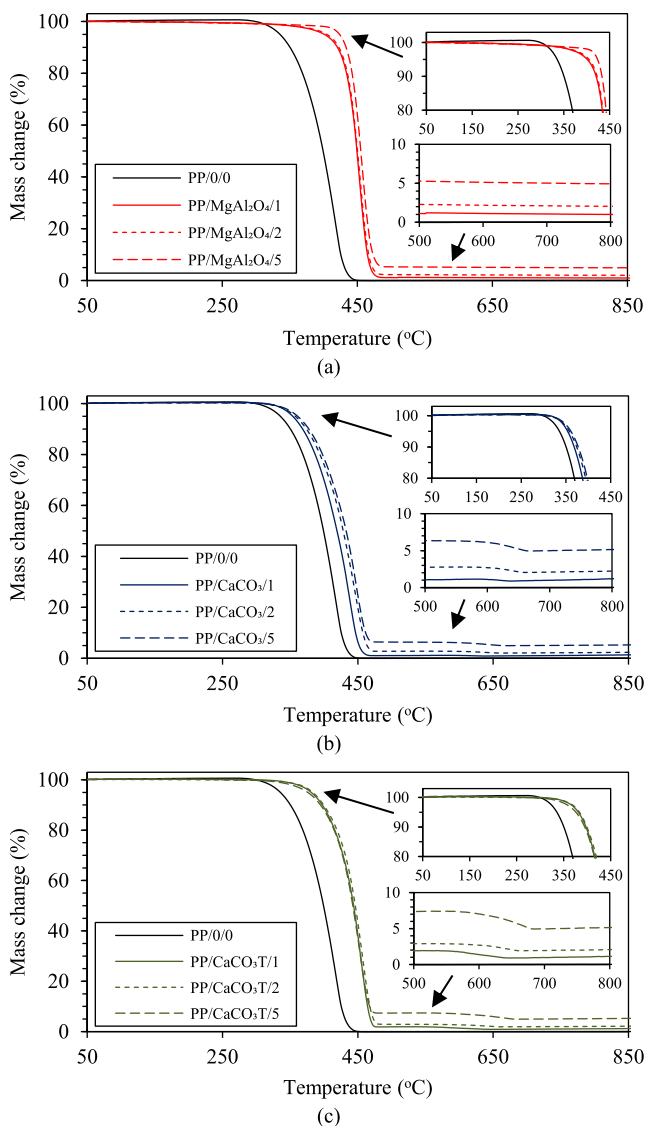 Mass change (%)
100
80
60
40
20
0
PP/0/0
PP/MgAl₂O₄/1
PP/MgAl₂O₄/2
PP/MgAl₂O₄/5
100
90
80
50 150 250 350 450
10
5
0
500 600 700 800
50 250 450 650 850
Temperature (ºC)
(a)
Mass change (%)
100
80
60
40
20
0
PP/0/0
PP/CaCO₃/1
PP/CaCO₃/2
PP/CaCO₃/5
100
90
80
50 150 250 350 450
10
5
0
500 600 700 800
50 250 450 650 850
Temperature (ºC)
(b)
Mass change (%)
100
80
60
40
20
0
PP/0/0
PP/CaCO₃T/1
PP/CaCO₃T/2
PP/CaCO₃T/5
100
90
80
50 150 250 350 450
10
5
0
500 600 700 800
50 250 450 650 850
Temperature (ºC)
(c)